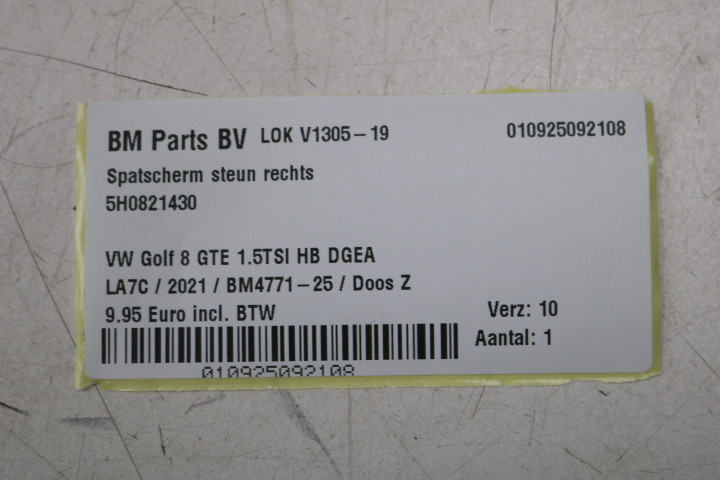 BM Parts BV LOK V1305-19 010925092108
Spatscherm steun rechts
5H0821430
VW Golf 8 GTE 1.5TSI HB DGEA
LA7C / 2021 / BM4771-25 / Doos Z
9.95 Euro incl. BTW Verz: 10
Aantal: 1
010925092108